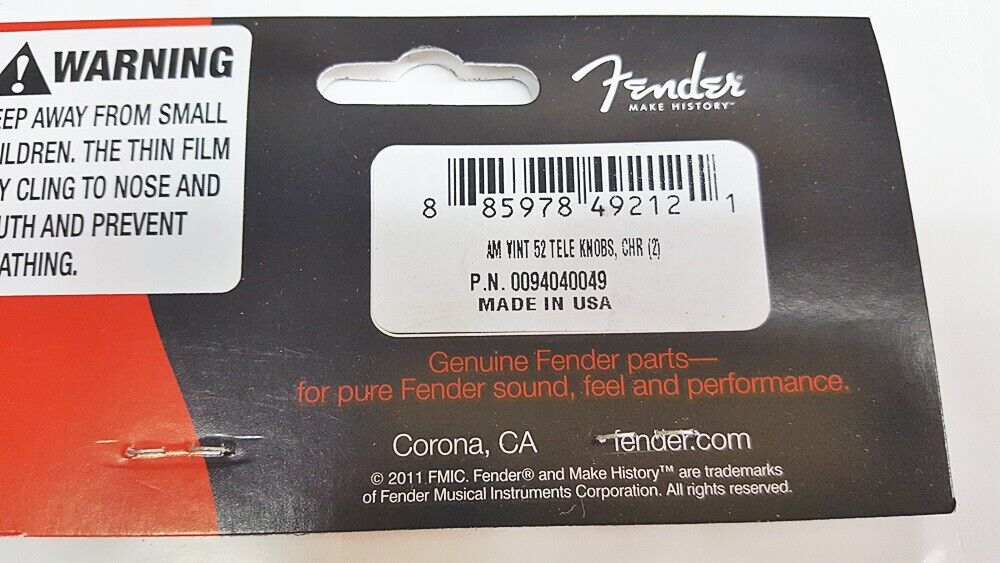 WARNING
EEP AWAY FROM SMALL
ILDREN. THE THIN FILM
Y CLING TO NOSE AND
UTH AND PREVENT
ATHING.
Fender
MAKE HISTORY™
8 85978 49212 1
AM VINT 52 TELE KNOBS, CHR (2)
P.N. 0094040049
MADE IN USA
Genuine Fender parts—
for pure Fender sound, feel and performance.
Corona, CA fender.com
© 2011 FMIC. Fender® and Make History™ are trademarks
of Fender Musical Instruments Corporation. All rights reserved.